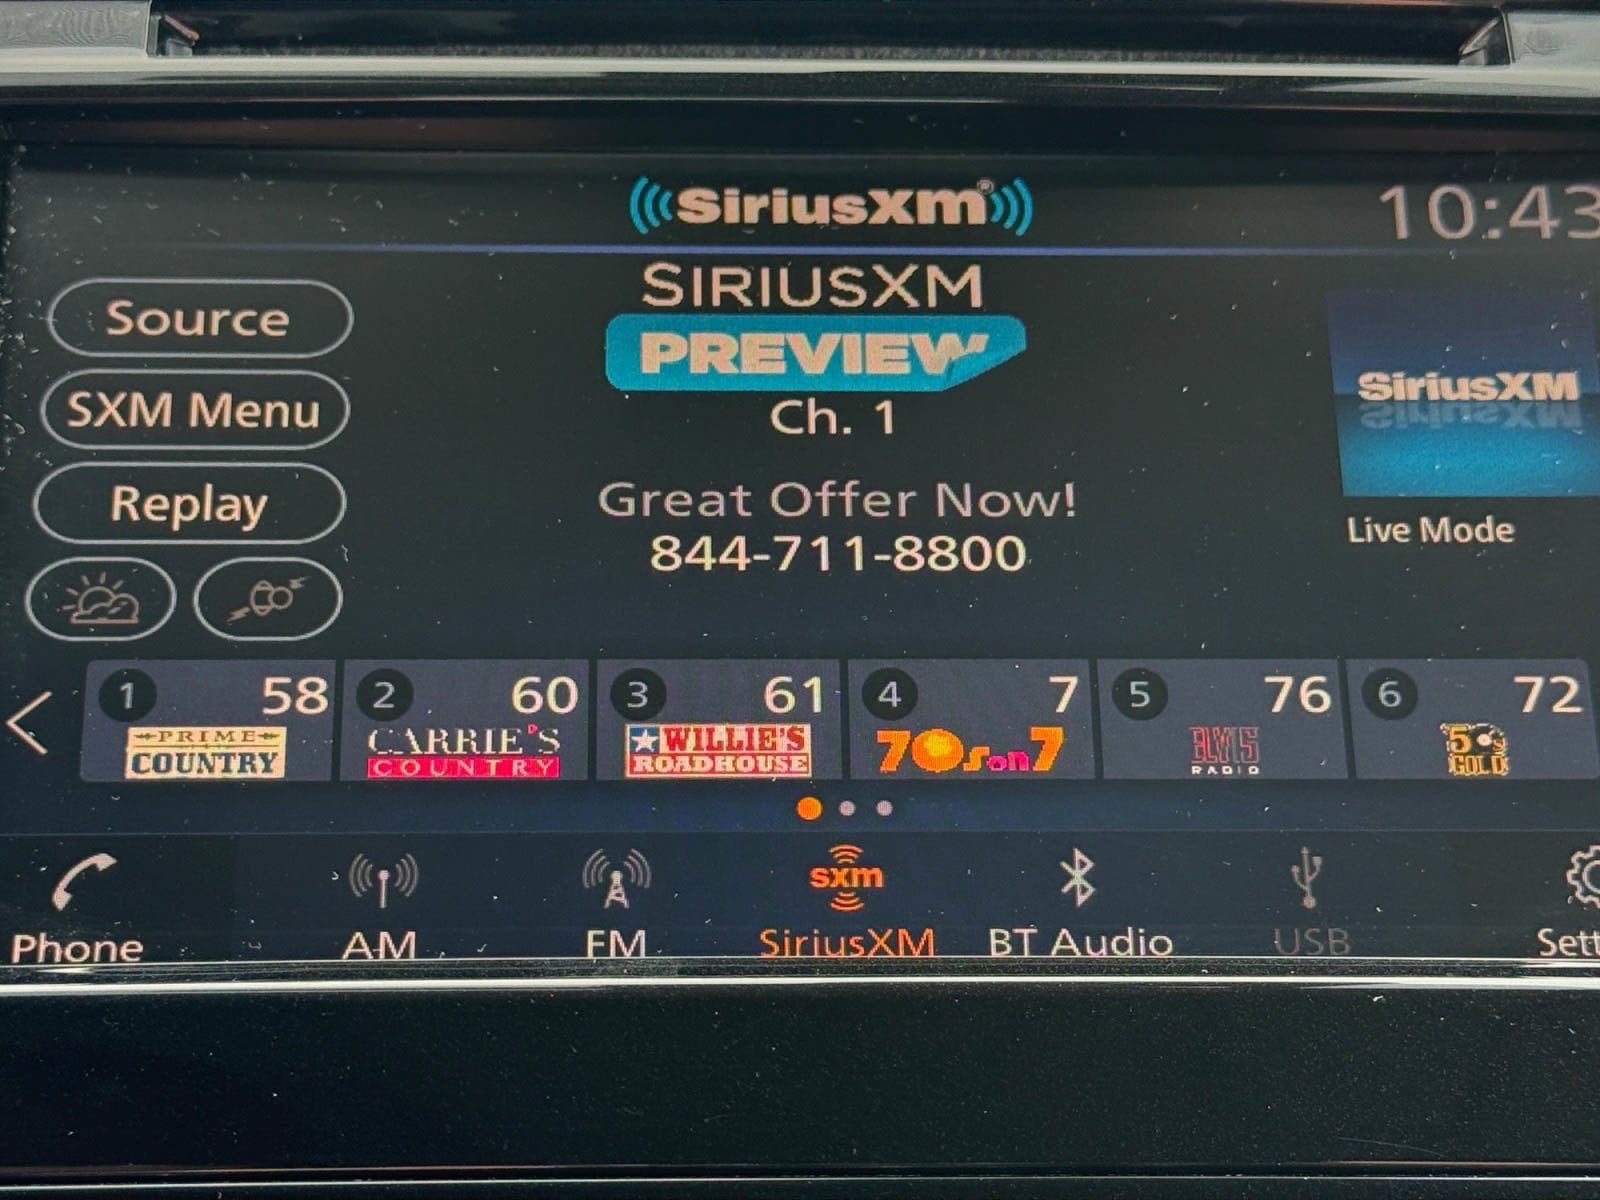 SiriusXM®
10:43
Source
SXM Menu
Replay
SIRIUSXM
PREVIEW
Ch. 1
Great Offer Now!
844-711-8800
SiriusXM
Live Mode
1 58
PRIME
COUNTRY
2 60
CARRIE'S
COUNTRY
3 61
WILLIE'S
ROADHOUSE
4 7
70s on 7
5 76
ELVIS
RADIO
6 72
50s
GOLD
Phone
AM
FM
sxm
SiriusXM
BT Audio
USB
Sett